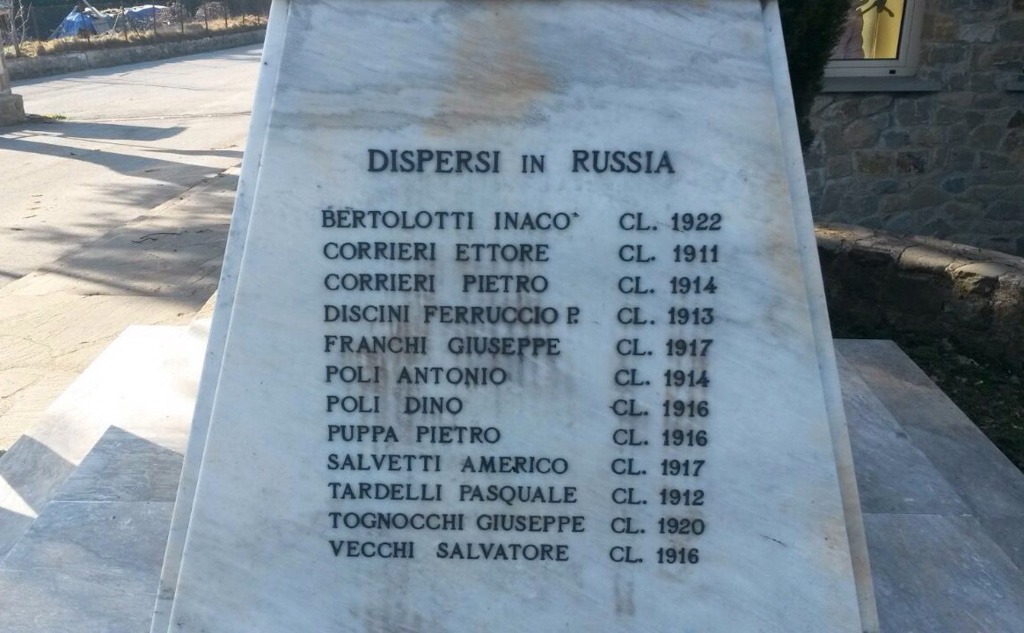 DISPERSI IN RUSSIA
BERTOLOTTI INACO CL. 1922
CORRIERI ETTORE CL. 1911
CORRIERI PIETRO CL. 1914
DISCINI FERRUCCIO P. CL. 1913
FRANCHI GIUSEPPE CL. 1917
POLI ANTONIO CL. 1914
POLI DINO CL. 1916
PUPPA PIETRO CL. 1916
SALVETTI AMERICO CL. 1917
TARDELLI PASQUALE CL. 1912
TOGNOCCHI GIUSEPPE CL. 1920
VECCHI SALVATORE CL. 1916